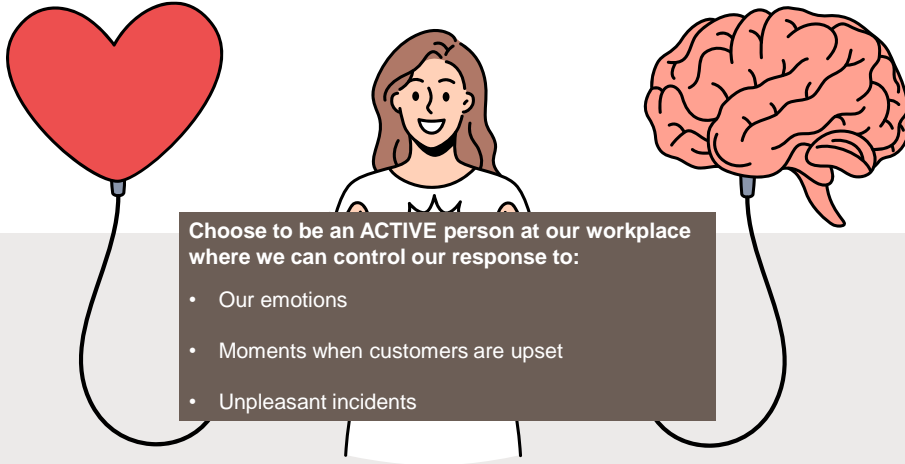 Choose to be an ACTIVE person at our workplace
where we can control our response to:
• Our emotions
• Moments when customers are upset
• Unpleasant incidents